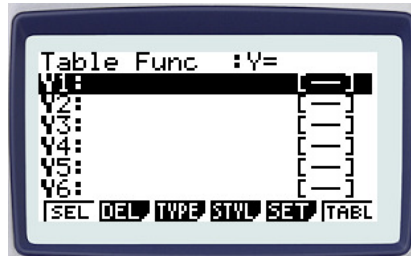 Table Func :Y=
Y1: [—]
Y2: [—]
Y3: [—]
Y4: [—]
Y5: [—]
Y6: [—]
SEL DEL TYPE STYL SET TABL